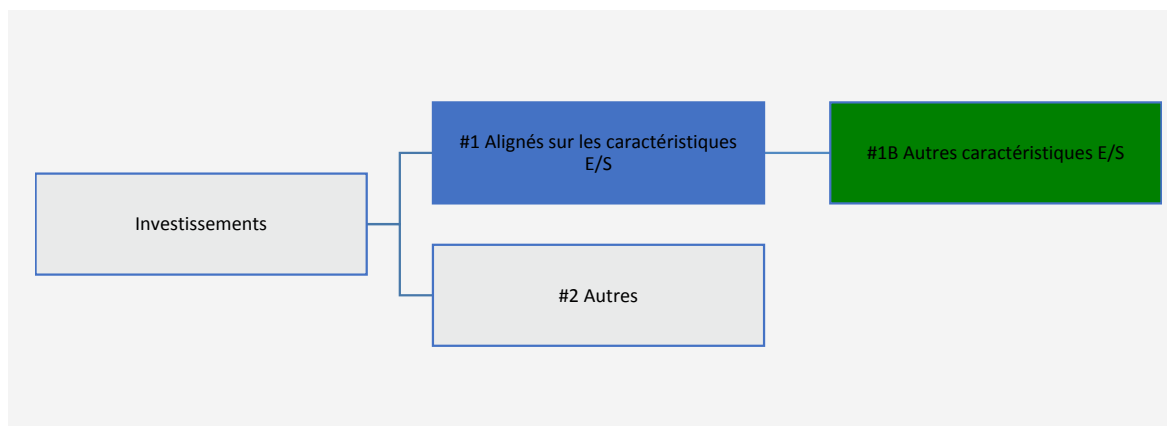 #1 Alignés sur les caractéristiques
E/S
#1B Autres caractéristiques E/S
Investissements
#2 Autres